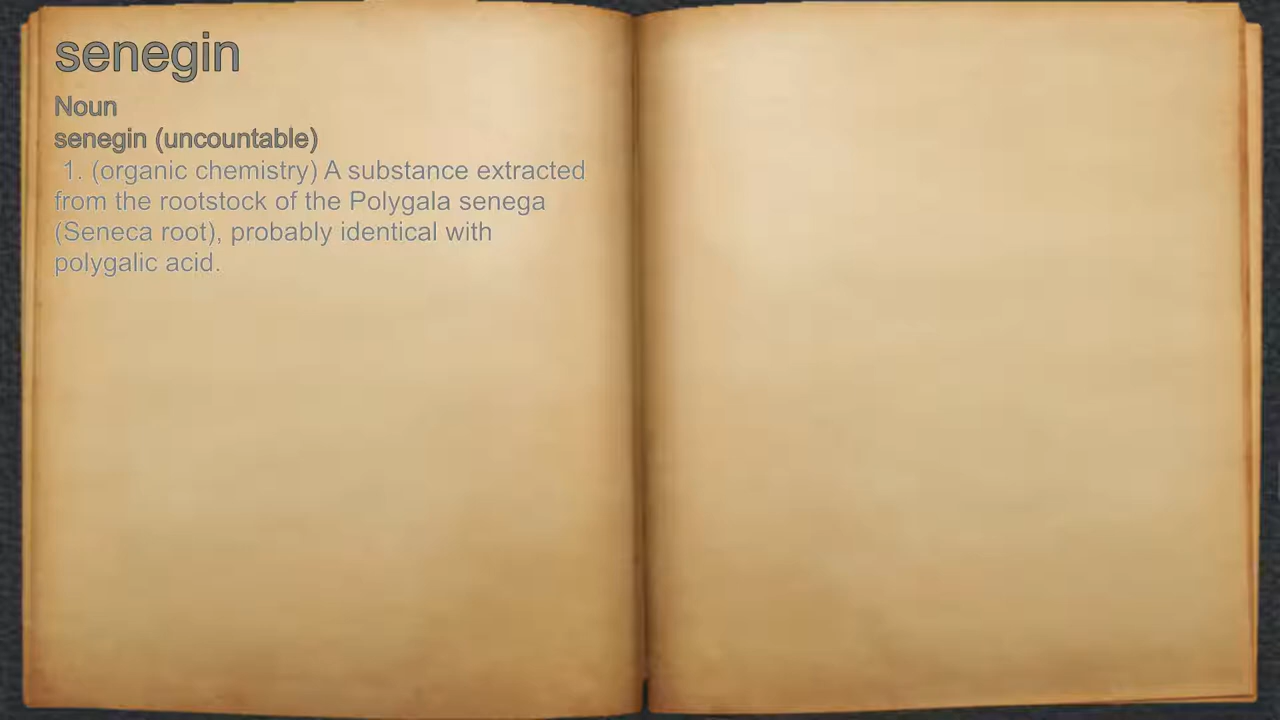 senegin
Noun
senegin (uncountable)
1. (organic chemistry) A substance extracted
from the rootstock of the Polygala senega
(Seneca root), probably identical with
polygalic acid.